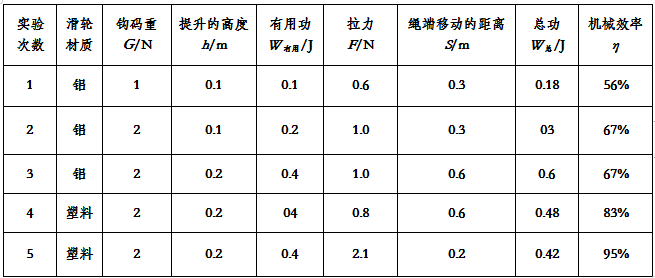 实验次数 滑轮材质 钩码重 G/N 提升的高度 h/m 有用功 W有用/J 拉力 F/N 绳端移动的距离 S/m 总功 W总/J 机械效率 η
1 铝 1 0.1 0.1 0.6 0.3 0.18 56%
2 铝 2 0.1 0.2 1.0 0.3 03 67%
3 铝 2 0.2 0.4 1.0 0.6 0.6 67%
4 塑料 2 0.2 04 0.8 0.6 0.48 83%
5 塑料 2 0.2 0.4 2.1 0.2 0.42 95%